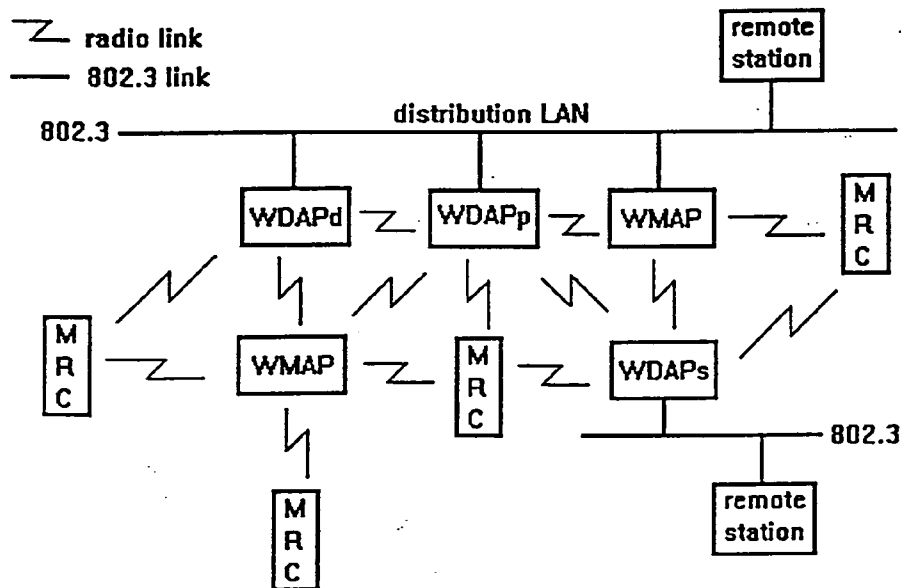 radio link
802.3 link
remote
station
distribution LAN
802.3
WDAPd
WDAPp
WMAP
M
R
C
M
R
C
WMAP
M
R
C
WDAPs
802.3
M
R
C
remote
station